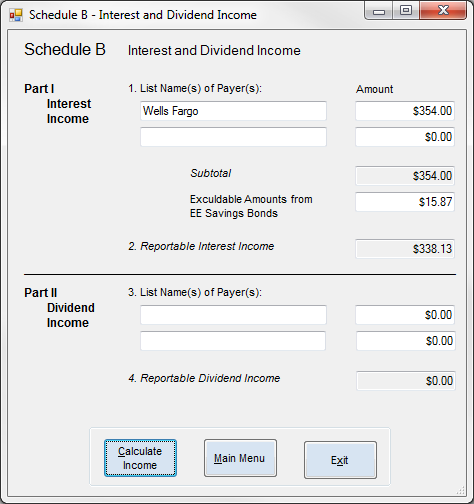 Schedule B - Interest and Dividend Income
Schedule B Interest and Dividend Income
Part I 1. List Name(s) of Payer(s): Amount
Interest Wells Fargo $354.00
Income
$0.00
Subtotal $354.00
Exculdable Amounts from $15.87
EE Savings Bonds
2. Reportable Interest Income $338.13
Part II 3. List Name(s) of Payer(s):
Dividend $0.00
Income
$0.00
4. Reportable Dividend Income $0.00
Calculate
Income
Main Menu
Exit